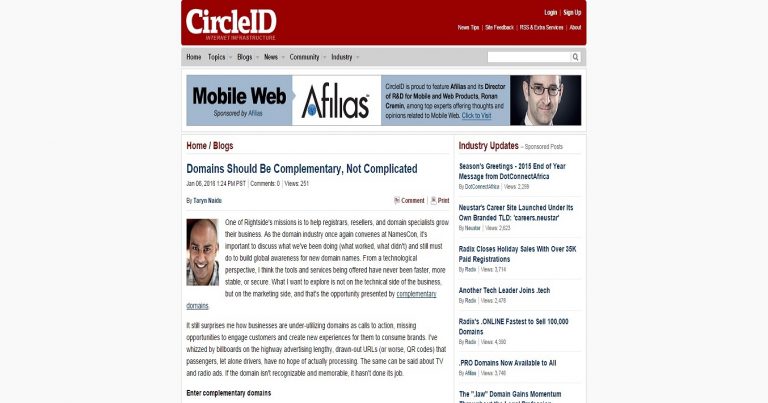 CircleID
INTERNET INFRASTRUCTURE
Login | Sign Up
News Tips | Site Feedback | RSS & Extra Services | About
Home Topics Blogs News Community Industry
Mobile Web
Sponsored by Afilias
Afilias
CircleID is proud to feature Afilias and its Director
of R&D for Mobile and Web Products, Ronan
Cremin, among top experts offering thoughts and
opinions related to Mobile Web. Click to Visit
Home / Blogs
Domains Should Be Complementary, Not Complicated
Jan 06, 2016 1:24 PM PST | Comments: 0 | Views: 251
By Taryn Naidu
Comment | Print
One of Rightside's missions is to help registrars, resellers, and domain specialists grow
their business. As the domain industry once again convenes at NamesCon, it's
important to discuss what we've been doing (what worked, what didn't) and still must
do to build global awareness for new domain names. From a technological
perspective, I think the tools and services being offered have never been faster, more
stable, or secure. What I want to explore is not on the technical side of the business,
but on the marketing side, and that's the opportunity presented by complementary
domains.
It still surprises me how businesses are under-utilizing domains as calls to action, missing
opportunities to engage customers and create new experiences for them to consume brands. I've
whizzed by billboards on the highway advertising lengthy, drawn-out URLs (or worse, QR codes) that
passengers, let alone drivers, have no hope of actually processing. The same can be said about TV
and radio ads. If the domain isn't recognizable and memorable, it hasn't done its job.
Enter complementary domains
Industry Updates – Sponsored Posts
Season's Greetings - 2015 End of Year
Message from DotConnectAfrica
By DotConnectAfrica | Views: 2,299
Neustar's Career Site Launched Under Its
Own Branded TLD: 'careers.neustar'
By Neustar | Views: 2,623
Radix Closes Holiday Sales With Over 35K
Paid Registrations
By Radix | Views: 3,714
Another Tech Leader Joins .tech
By Radix | Views: 2,476
Radix's .ONLINE Fastest to Sell 100,000
Domains
By Radix | Views: 4,390
.PRO Domains Now Available to All
By Afilias | Views: 3,746
The ".law" Domain Gains Momentum
Throughout the Legal Profession